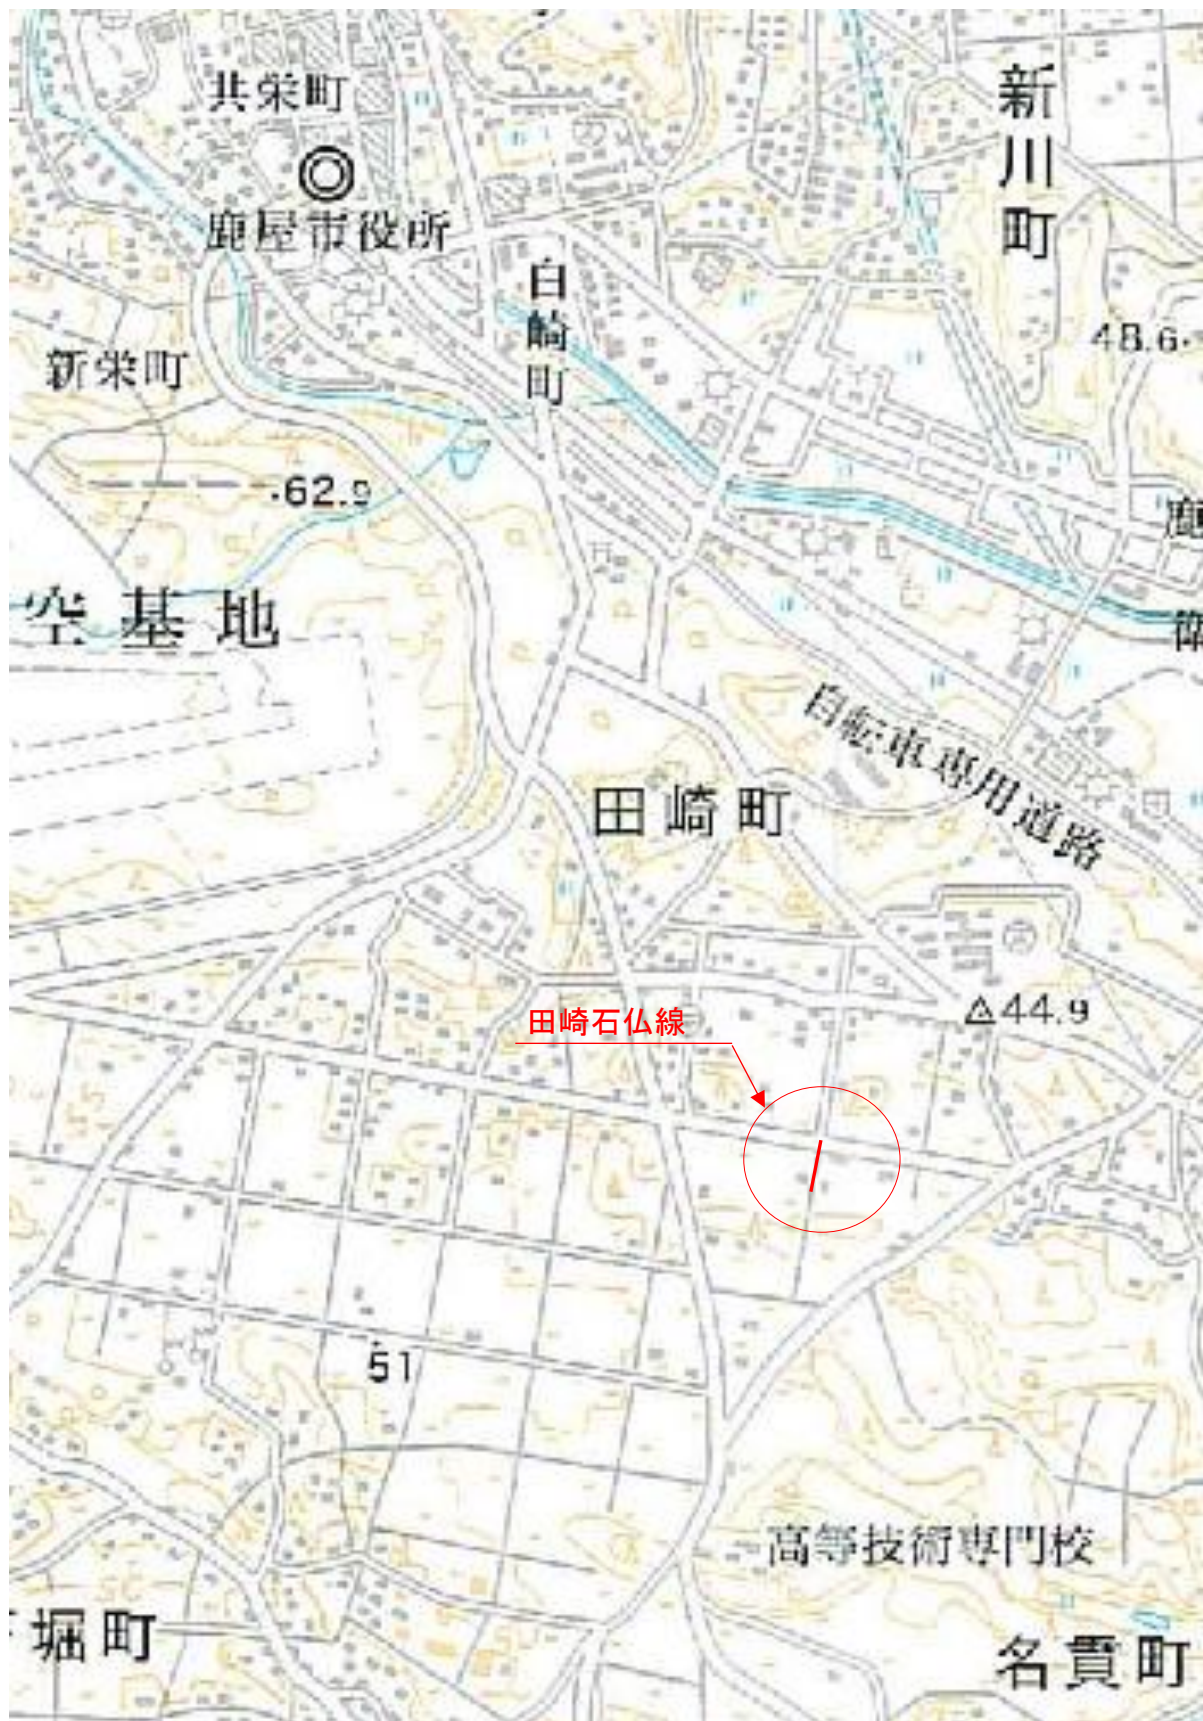 共栄町
新川町
鹿屋市役所
白崎町
48.6
新栄町
62.9
鹿
空基地
自転車専用道路
田崎町
44.9
田崎石仏線
51
高等技術専門校
堀町
名貫町